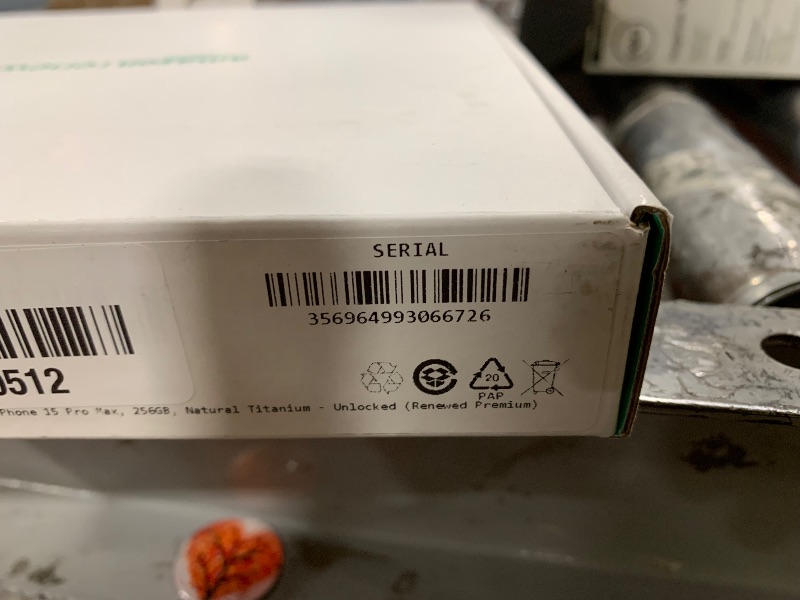 SERIAL
356964993066726
0512
20
PAP
Phone 15 Pro Max, 256GB, Natural Titanium - Unlocked (Renewed Premium)